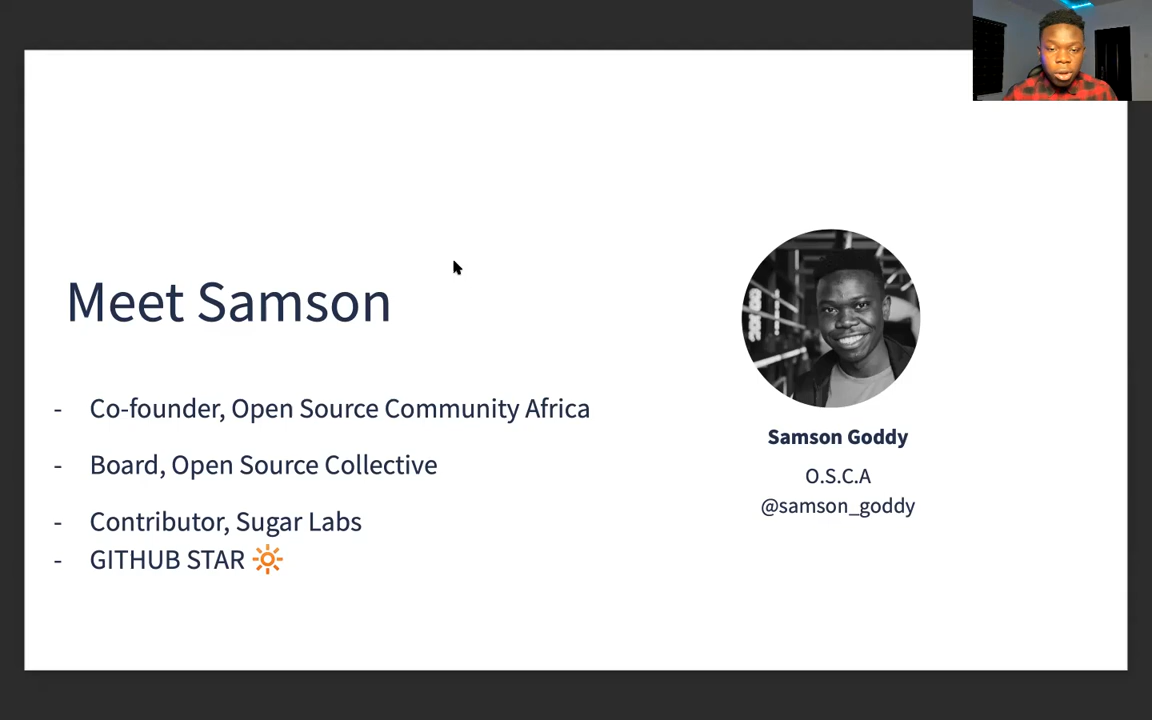 Meet Samson
- Co-founder, Open Source Community Africa
- Board, Open Source Collective
- Contributor, Sugar Labs
- GITHUB STAR 🔆
Samson Goddy
O.S.C.A
@samson_goddy